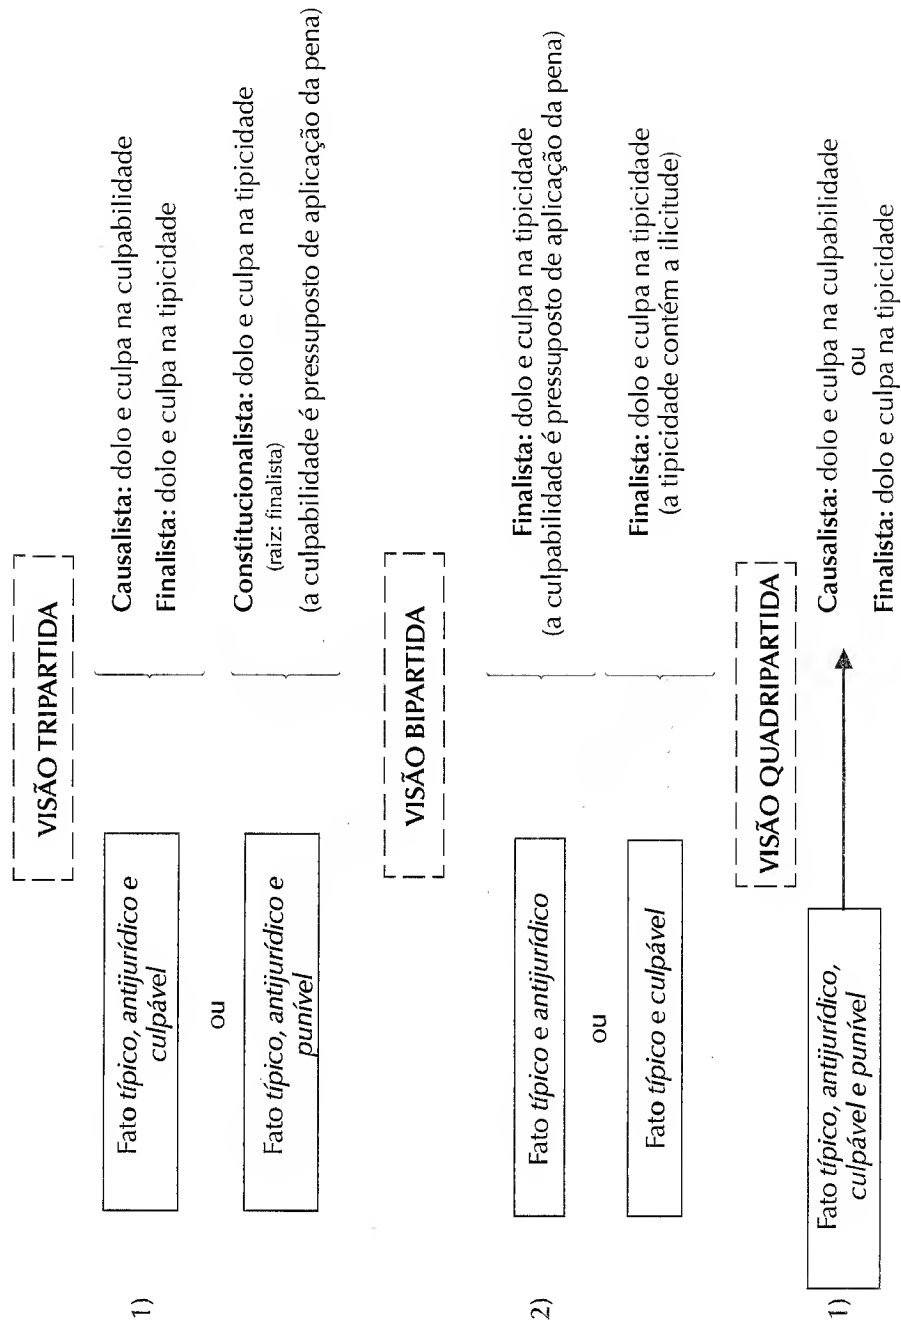 VISÃO TRIPARTIDA
1)
Fato típico, antijurídico e
culpável
Causalista: dolo e culpa na culpabilidade
Finalista: dolo e culpa na tipicidade
ou
Fato típico, antijurídico e
punível
Constitucionalista: dolo e culpa na tipicidade
(raiz: finalista)
(a culpabilidade é pressuposto de aplicação da pena)
VISÃO BIPARTIDA
2)
Fato típico e antijurídico
Finalista: dolo e culpa na tipicidade
(a culpabilidade é pressuposto de aplicação da pena)
ou
Fato típico e culpável
Finalista: dolo e culpa na tipicidade
(a tipicidade contém a ilicitude)
VISÃO QUADRIPARTIDA
1)
Fato típico, antijurídico,
culpável e punível
Causalista: dolo e culpa na culpabilidade
ou
Finalista: dolo e culpa na tipicidade